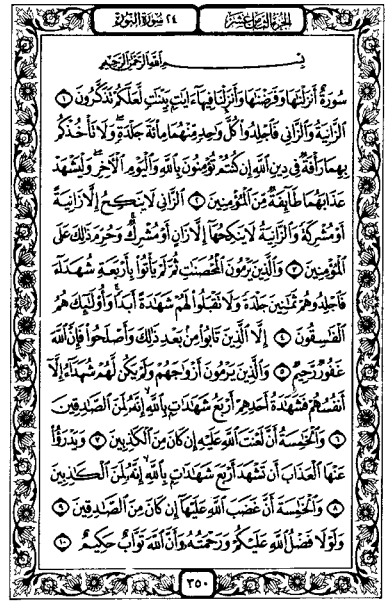 الجزء الثامن عشر ٢٤ سورة النور
بسم الله الرحمن الرحيم
سُورَةٌ أَنزَلْنَاهَا وَفَرَضْنَاهَا وَأَنزَلْنَا فِيهَا آيَاتٍ بَيِّنَاتٍ لَّعَلَّكُمْ تَذَكَّرُونَ ١
الزَّانِيَةُ وَالزَّانِي فَاجْلِدُوا كُلَّ وَاحِدٍ مِّنْهُمَا مِائَةَ جَلْدَةٍ وَلَا تَأْخُذْكُم
بِهِمَا رَأْفَةٌ فِي دِينِ اللَّهِ إِن كُنتُمْ تُؤْمِنُونَ بِاللَّهِ وَالْيَوْمِ الْآخِرِ وَلْيَشْهَدْ
عَذَابَهُمَا طَائِفَةٌ مِّنَ الْمُؤْمِنِينَ ٢ الزَّانِي لَا يَنكِحُ إِلَّا زَانِيَةً
أَوْ مُشْرِكَةً وَالزَّانِيَةُ لَا يَنكِحُهَا إِلَّا زَانٍ أَوْ مُشْرِكٌ وَحُرِّمَ ذَٰلِكَ عَلَى
الْمُؤْمِنِينَ ٣ وَالَّذِينَ يَرْمُونَ الْمُحْصَنَاتِ ثُمَّ لَمْ يَأْتُوا بِأَرْبَعَةِ شُهَدَاءَ
فَاجْلِدُوهُمْ ثَمَانِينَ جَلْدَةً وَلَا تَقْبَلُوا لَهُمْ شَهَادَةً أَبَدًا وَأُولَٰئِكَ هُمُ
الْفَاسِقُونَ ٤ إِلَّا الَّذِينَ تَابُوا مِن بَعْدِ ذَٰلِكَ وَأَصْلَحُوا فَإِنَّ اللَّهَ
غَفُورٌ رَّحِيمٌ ٥ وَالَّذِينَ يَرْمُونَ أَزْوَاجَهُمْ وَلَمْ يَكُن لَّهُمْ شُهَدَاءُ إِلَّا
أَنفُسُهُمْ فَشَهَادَةُ أَحَدِهِمْ أَرْبَعُ شَهَادَاتٍ بِاللَّهِ إِنَّهُ لَمِنَ الصَّادِقِينَ
٦ وَالْخَامِسَةُ أَنَّ لَعْنَتَ اللَّهِ عَلَيْهِ إِن كَانَ مِنَ الْكَاذِبِينَ ٧ وَيَدْرَأُ
عَنْهَا الْعَذَابَ أَن تَشْهَدَ أَرْبَعَ شَهَادَاتٍ بِاللَّهِ إِنَّهُ لَمِنَ الْكَاذِبِينَ
٨ وَالْخَامِسَةَ أَنَّ غَضَبَ اللَّهِ عَلَيْهَا إِن كَانَ مِنَ الصَّادِقِينَ ٩
وَلَوْلَا فَضْلُ اللَّهِ عَلَيْكُمْ وَرَحْمَتُهُ وَأَنَّ اللَّهَ تَوَّابٌ حَكِيمٌ ١٠
٣٥٠